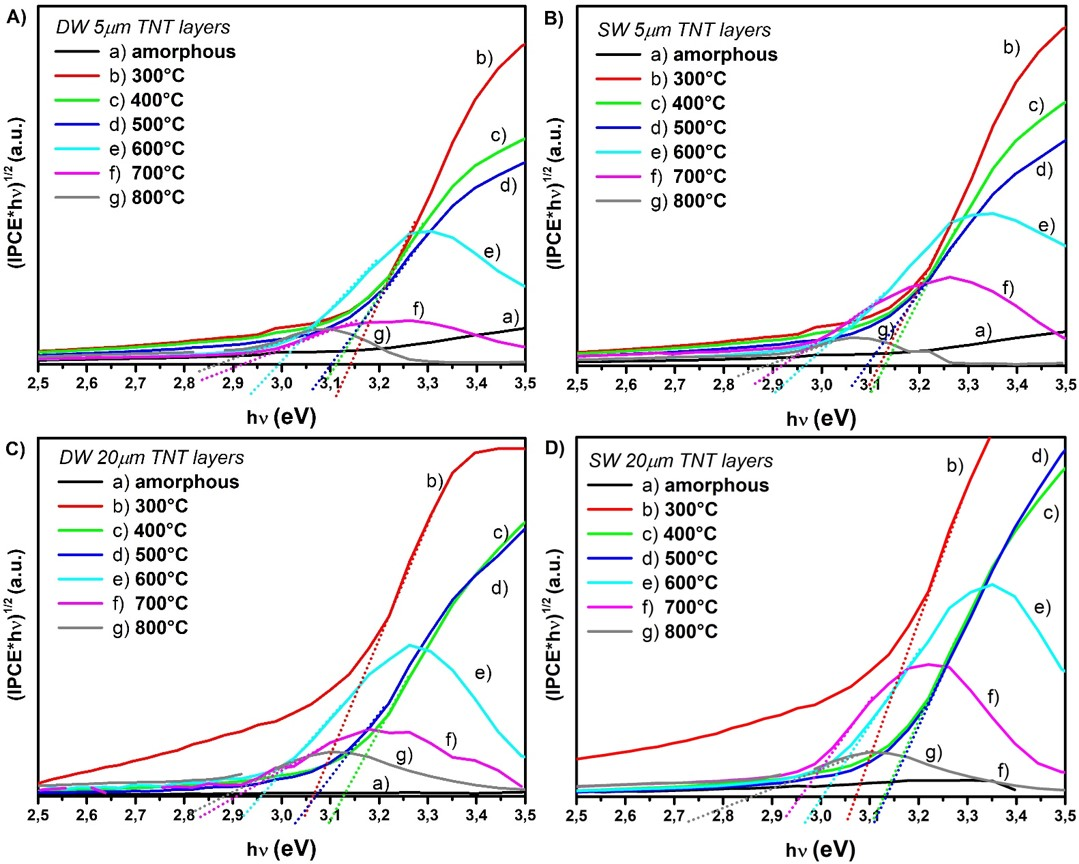 A)
DW 5µm TNT layers
a) amorphous
b) 300°C
c) 400°C
d) 500°C
e) 600°C
f) 700°C
g) 800°C
b)
c)
d)
e)
f)
a)
g)
(IPCE*hν)1/2 (a.u.)
2,5 2,6 2,7 2,8 2,9 3,0 3,1 3,2 3,3 3,4 3,5
hν (eV)
B)
SW 5µm TNT layers
a) amorphous
b) 300°C
c) 400°C
d) 500°C
e) 600°C
f) 700°C
g) 800°C
b)
c)
d)
e)
f)
g)
a)
(IPCE*hν)1/2 (a.u.)
2,5 2,6 2,7 2,8 2,9 3,0 3,1 3,2 3,3 3,4 3,5
hν (eV)
C)
DW 20µm TNT layers
a) amorphous
b) 300°C
c) 400°C
d) 500°C
e) 600°C
f) 700°C
g) 800°C
b)
c)
d)
e)
f)
g)
a)
(IPCE*hν)1/2 (a.u.)
2,5 2,6 2,7 2,8 2,9 3,0 3,1 3,2 3,3 3,4 3,5
hν (eV)
D)
SW 20µm TNT layers
a) amorphous
b) 300°C
c) 400°C
d) 500°C
e) 600°C
f) 700°C
g) 800°C
b)
d)
c)
e)
f)
g)
f)
(IPCE*hν)1/2 (a.u.)
2,5 2,6 2,7 2,8 2,9 3,0 3,1 3,2 3,3 3,4 3,5
hν (eV)